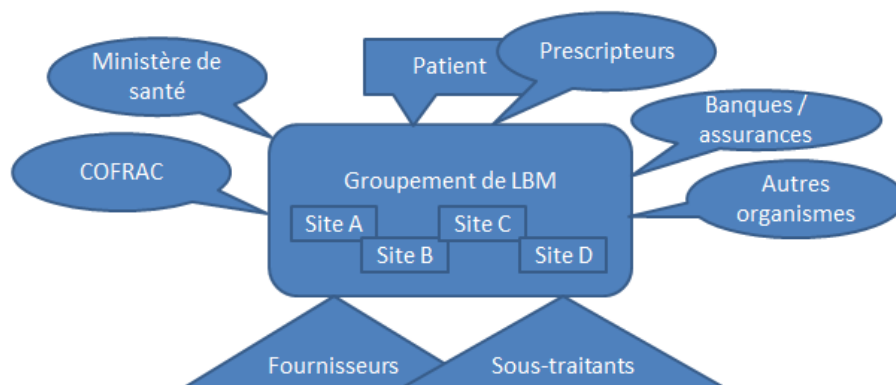 Ministère de
santé
Patient
Prescripteurs
Banques /
assurances
COFRAC
Groupement de LBM
Autres
organismes
Site A
Site C
Site B
Site D
Fournisseurs
Sous-traitants